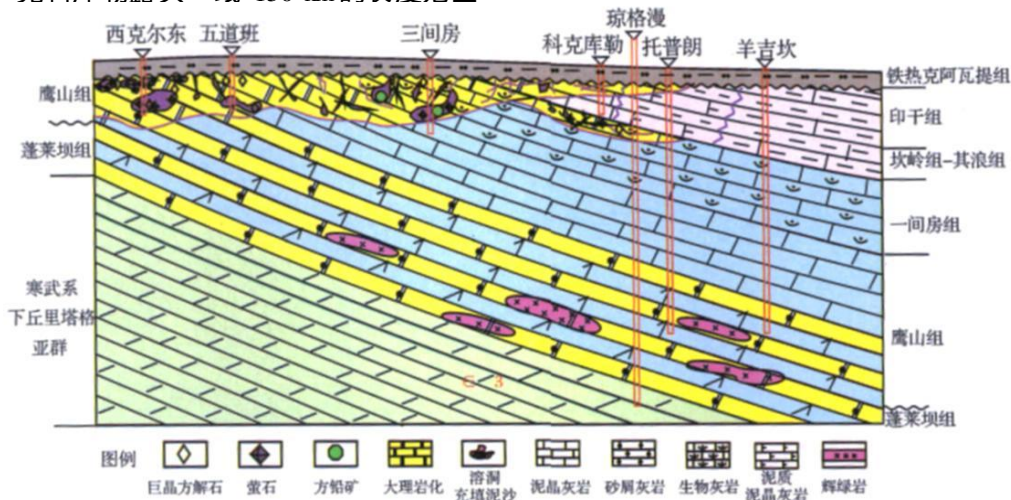 西克尔东 五道班 三间房 科克库勒 琼格漫 托普朗 羊吉坎
铁热克阿瓦提组
鹰山组
印干组
蓬莱坝组
坎岭组-其浪组
一间房组
寒武系
下丘里塔格
亚群
鹰山组
Є 3
蓬莱坝组
图例
巨晶方解石 萤石 方铅矿 大理岩化 溶洞充填泥沙 泥晶灰岩 砂屑灰岩 生物灰岩 泥质泥晶灰岩 辉绿岩